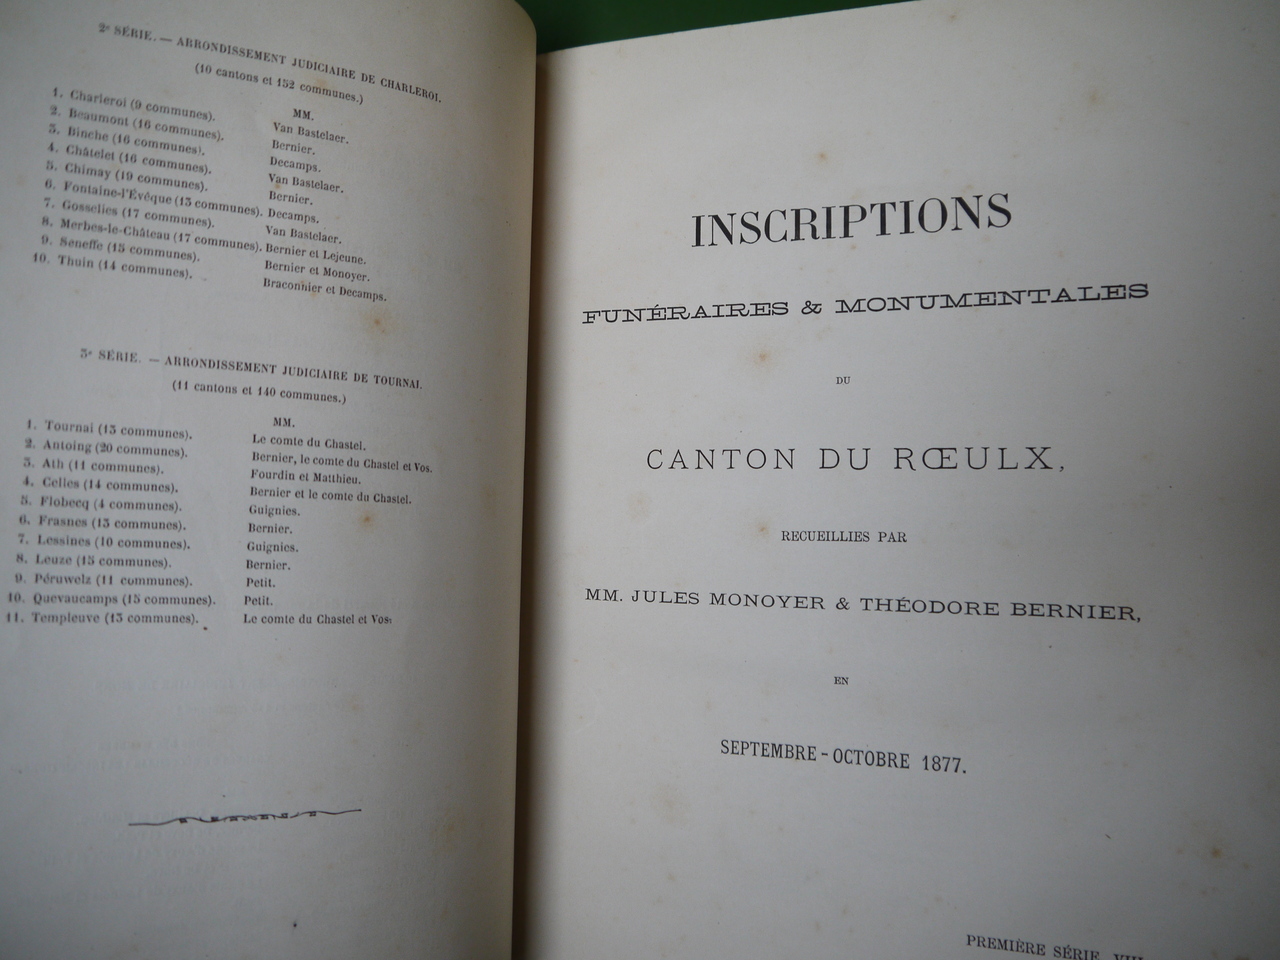 2e SÉRIE. — ARRONDISSEMENT JUDICIAIRE DE CHARLEROI.
(10 cantons et 152 communes.)
MM.
1. Charleroi (9 communes). Van Bastelaer.
2. Beaumont (16 communes). Bernier.
3. Binche (16 communes). Decamps.
4. Châtelet (16 communes). Van Bastelaer.
5. Chimay (19 communes). Bernier.
6. Fontaine-l'Évêque (13 communes). Decamps.
7. Gosselies (17 communes). Van Bastelaer.
8. Merbes-le-Château (17 communes). Bernier et Lejeune.
9. Seneffe (15 communes). Bernier et Monoyer.
10. Thuin (14 communes). Braconnier et Decamps.
3e SÉRIE. — ARRONDISSEMENT JUDICIAIRE DE TOURNAI.
(11 cantons et 140 communes.)
MM.
1. Tournai (13 communes). Le comte du Chastel.
2. Antoing (20 communes). Bernier, le comte du Chastel et Vos.
3. Ath (11 communes). Fourdin et Matthieu.
4. Celles (14 communes). Bernier et le comte du Chastel.
5. Flobecq (4 communes). Guignies.
6. Frasnes (13 communes). Bernier.
7. Lessines (10 communes). Guignies.
8. Leuze (15 communes). Bernier.
9. Péruwelz (11 communes). Petit.
10. Quevaucamps (15 communes). Petit.
11. Templeuve (13 communes). Le comte du Chastel et Vos.
INSCRIPTIONS
FUNÉRAIRES & MONUMENTALES
DU
CANTON DU RŒULX,
RECUEILLIES PAR
MM. JULES MONOYER & THÉODORE BERNIER,
EN
SEPTEMBRE-OCTOBRE 1877.
PREMIÈRE SÉRIE.